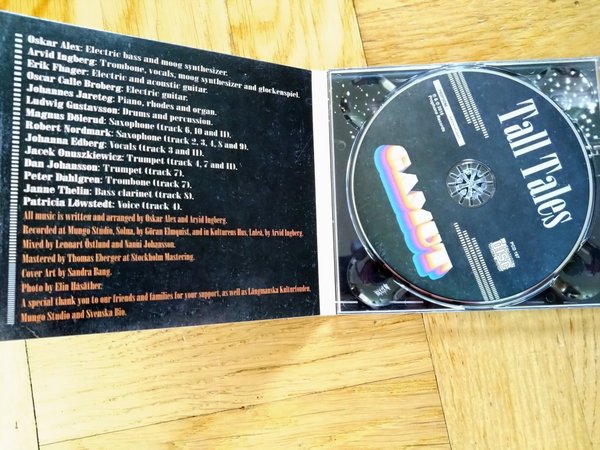 Oskar Alex: Electric bass and moog synthesizer.
Arvid Ingberg: Trombone, vocals, moog synthesizer and glockenspiel.
Erik Fhager: Electric and acoustic guitar.
Oscar Calle Broberg: Electric guitar.
Johannes Jareteg: Piano, rhodes and organ.
Ludwig Gustavsson: Drums and percussion.
Magnus Dölerud: Saxophone (track 6, 10 and 11).
Robert Nordmark: Saxophone (track 2, 3, 4, 8 and 9).
Johanna Edberg: Vocals (track 3 and 11).
Jacek Onuszkiewicz: Trumpet (track 4, 7 and 11).
Dan Johansson: Trumpet (track 7).
Peter Dahlgren: Trombone (track 7).
Janne Thelin: Bass clarinet (track 8).
Patricia Löwstedt: Voice (track 4).
All music is written and arranged by Oskar Alex and Arvid Ingberg.
Recorded at Mungo Studio, Solna, by Göran Elmquist, and in Kulturens Hus, Luleå, by Arvid Ingberg.
Mixed by Lennart Östlund and Nanni Johansson.
Mastered by Thomas Eberger at Stockholm Mastering.
Cover Art by Sandra Bang.
Photo by Elin Håsäther.
A special thank you to our friends and families for your support, as well as Längmanska Kulturfonden,
Mungo Studio and Svenska Bio.
Tall Tales
GAMUT
COMPACT
disc
DIGITAL AUDIO
PCD 197